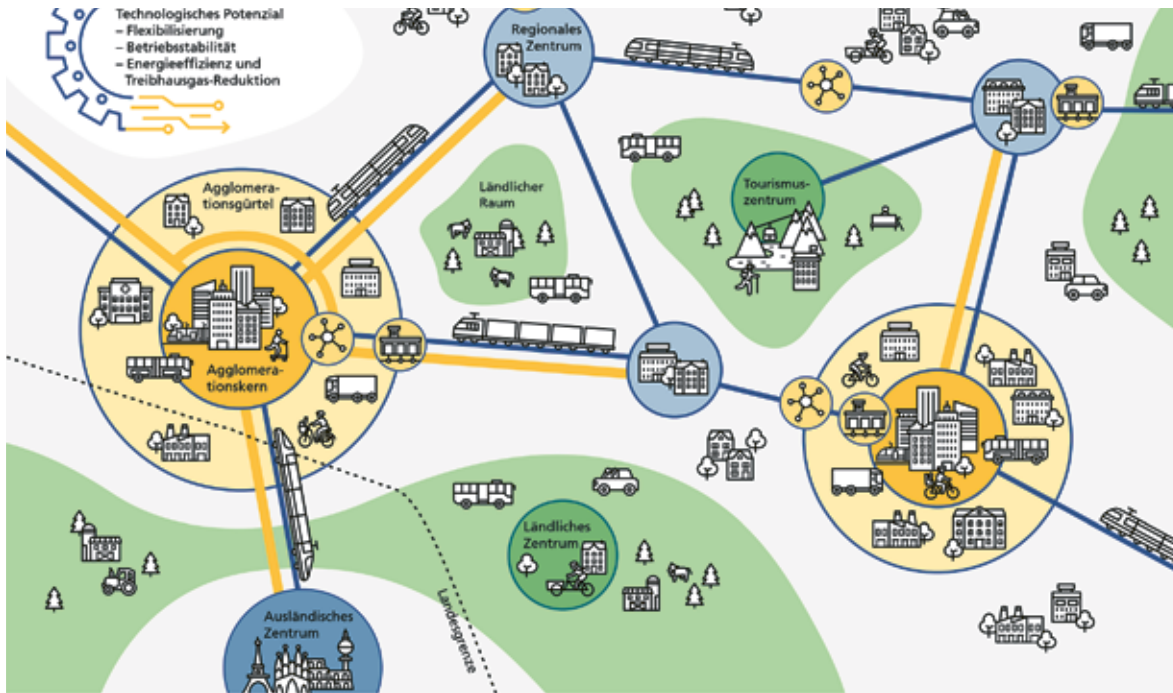 Technologisches Potenzial
– Flexibilisierung
– Betriebsstabilität
– Energieeffizienz und
Treibhausgas-Reduktion
Regionales
Zentrum
Agglomera-
tionsgürtel
Ländlicher
Raum
Tourismus-
zentrum
Agglomera-
tionskern
Ländliches
Zentrum
Landesgrenze
Ausländisches
Zentrum